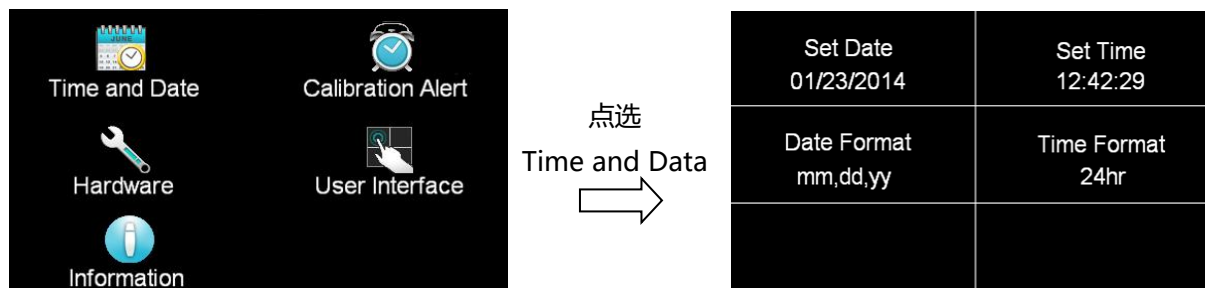 JUNE
Time and Date
Calibration Alert
Hardware
User Interface
Information
点选
Time and Data
Set Date
01/23/2014
Set Time
12:42:29
Date Format
mm,dd,yy
Time Format
24hr